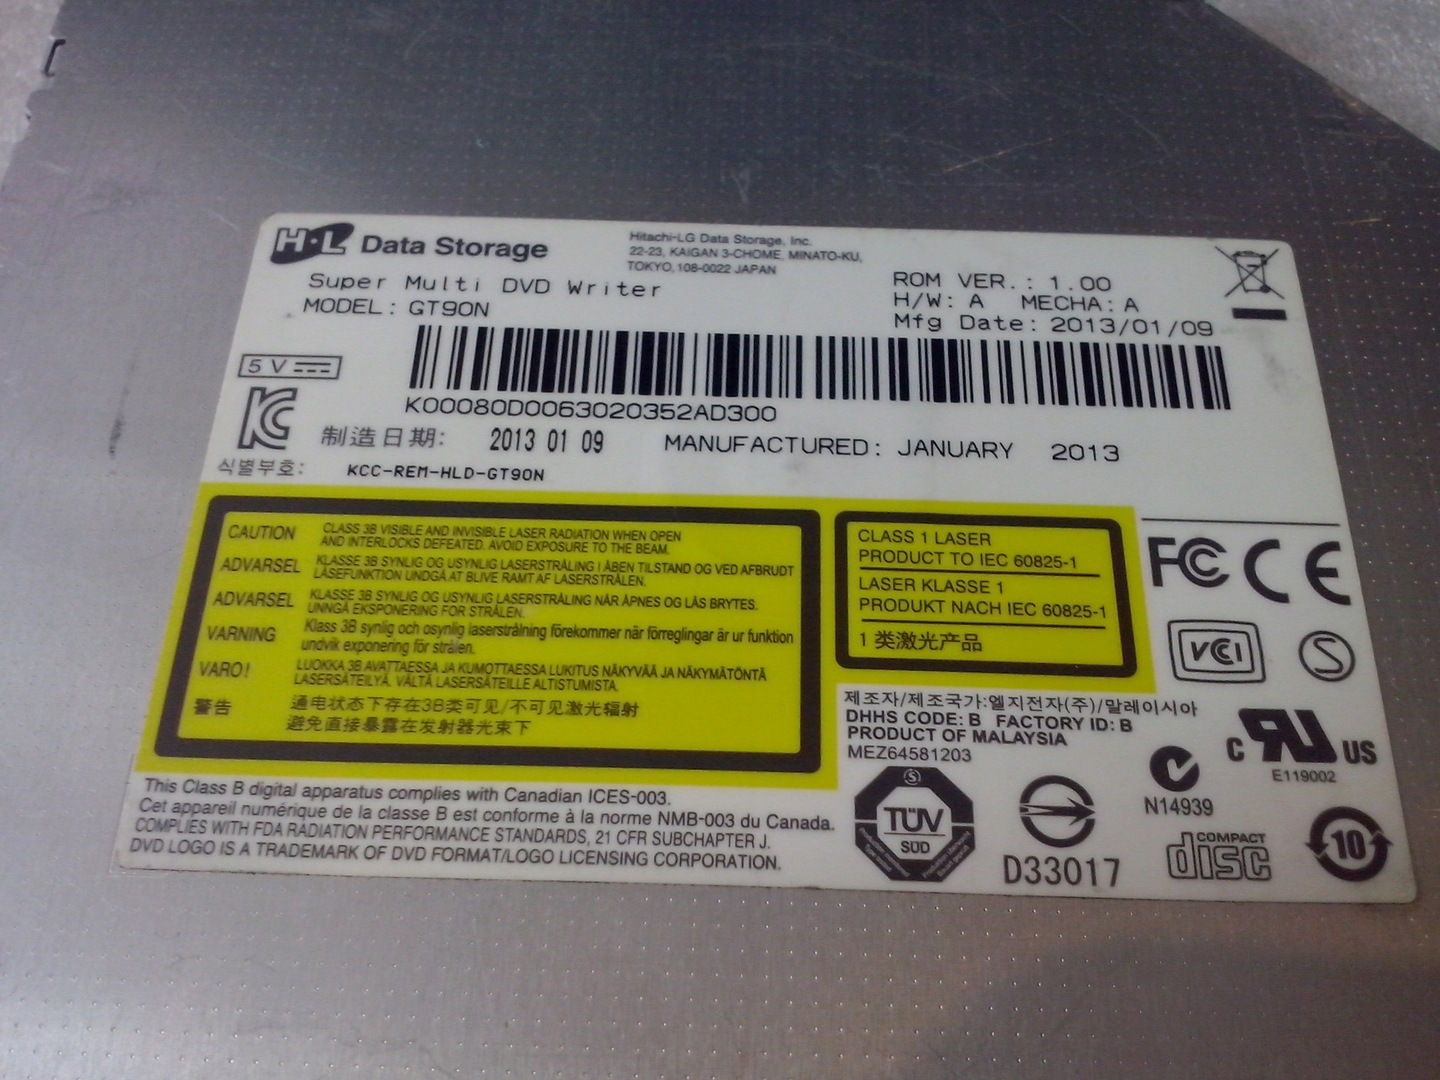 H·L Data Storage
Hitachi-LG Data Storage, Inc.
22-23, KAIGAN 3-CHOME, MINATO-KU,
TOKYO, 108-0022 JAPAN
Super Multi DVD Writer
MODEL: GT90N
ROM VER.: 1.00
H/W: A MECHA: A
Mfg Date: 2013/01/09
5 V
K00080D0063020352AD300
KC
制造日期: 2013 01 09 MANUFACTURED: JANUARY 2013
식별부호: KCC-REM-HLD-GT90N
CAUTION CLASS 3B VISIBLE AND INVISIBLE LASER RADIATION WHEN OPEN
AND INTERLOCKS DEFEATED. AVOID EXPOSURE TO THE BEAM.
ADVARSEL KLASSE 3B SYNLIG OG USYNLIG LASERSTRÅLING I ÅBEN TILSTAND OG VED AFBRUDT
LÅSEFUNKTION UNDGÅ AT BLIVE RAMT AF LASERSTRÅLEN.
ADVARSEL KLASSE 3B SYNLIG OG USYNLIG LASERSTRÅLING NÅR ÅPNES OG LÅS BRYTES.
UNNGÅ EKSPONERING FOR STRÅLEN.
VARNING Klass 3B synlig och osynlig laserstrålning förekommer när förreglingar är ur funktion
undvik exponering för strålen.
VARO! LUOKKA 3B AVATTAESSA JA KUMOTTAESSA LUKITUS NÄKYVÄÄ JA NÄKYMÄTÖNTÄ
LASERSÄTEILYÄ. VÄLTÄ LASERSÄTEILLE ALTISTUMISTA.
警告 通电状态下存在3B类可见/不可见激光辐射
避免直接暴露在发射器光束下
CLASS 1 LASER
PRODUCT TO IEC 60825-1
LASER KLASSE 1
PRODUKT NACH IEC 60825-1
1 类激光产品
FC CE
VCCI S
제조자/제조국가:엘지전자(주)/말레이시아
DHHS CODE: B FACTORY ID: B
PRODUCT OF MALAYSIA
MEZ64581203
C RU US
E119002
This Class B digital apparatus complies with Canadian ICES-003.
Cet appareil numérique de la classe B est conforme à la norme NMB-003 du Canada.
COMPLIES WITH FDA RADIATION PERFORMANCE STANDARDS, 21 CFR SUBCHAPTER J.
DVD LOGO IS A TRADEMARK OF DVD FORMAT/LOGO LICENSING CORPORATION.
S
TÜV
SÜD
D33017
N14939
COMPACT
disc
10